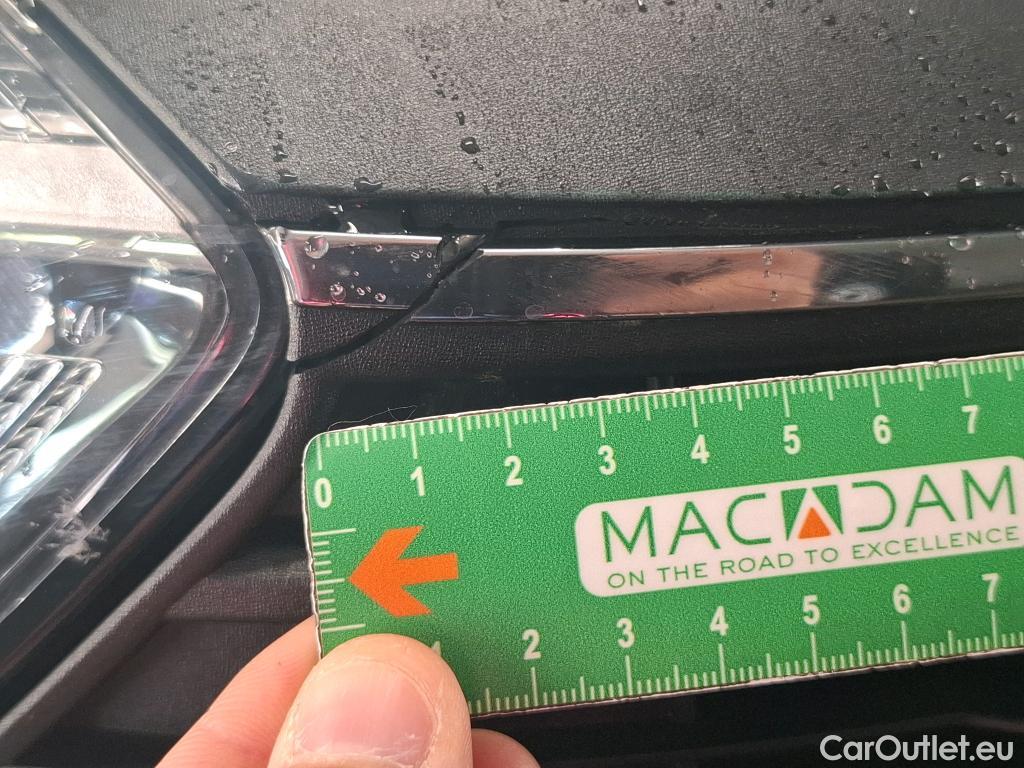 0 1 2 3 4 5 6 7
MACADAM
ON THE ROAD TO EXCELLENCE
2 3 4 5 6 7
CarOutlet.eu